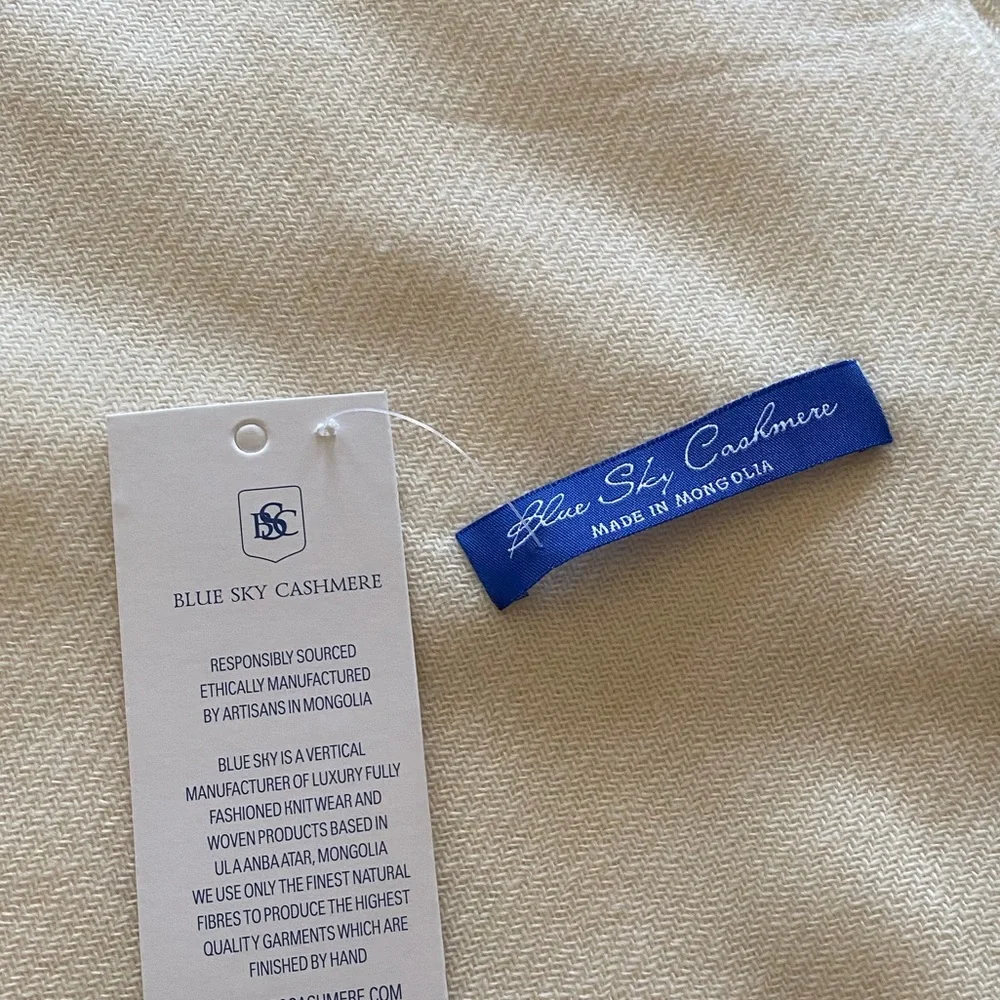 BSC
BLUE SKY CASHMERE
RESPONSIBLY SOURCED
ETHICALLY MANUFACTURED
BY ARTISANS IN MONGOLIA
BLUE SKY IS A VERTICAL
MANUFACTURER OF LUXURY FULLY
FASHIONED KNITWEAR AND
WOVEN PRODUCTS BASED IN
ULAANBAATAR, MONGOLIA
WE USE ONLY THE FINEST NATURAL
FIBRES TO PRODUCE THE HIGHEST
QUALITY GARMENTS WHICH ARE
FINISHED BY HAND
SCASHMERE.COM
Blue Sky Cashmere
MADE IN MONGOLIA